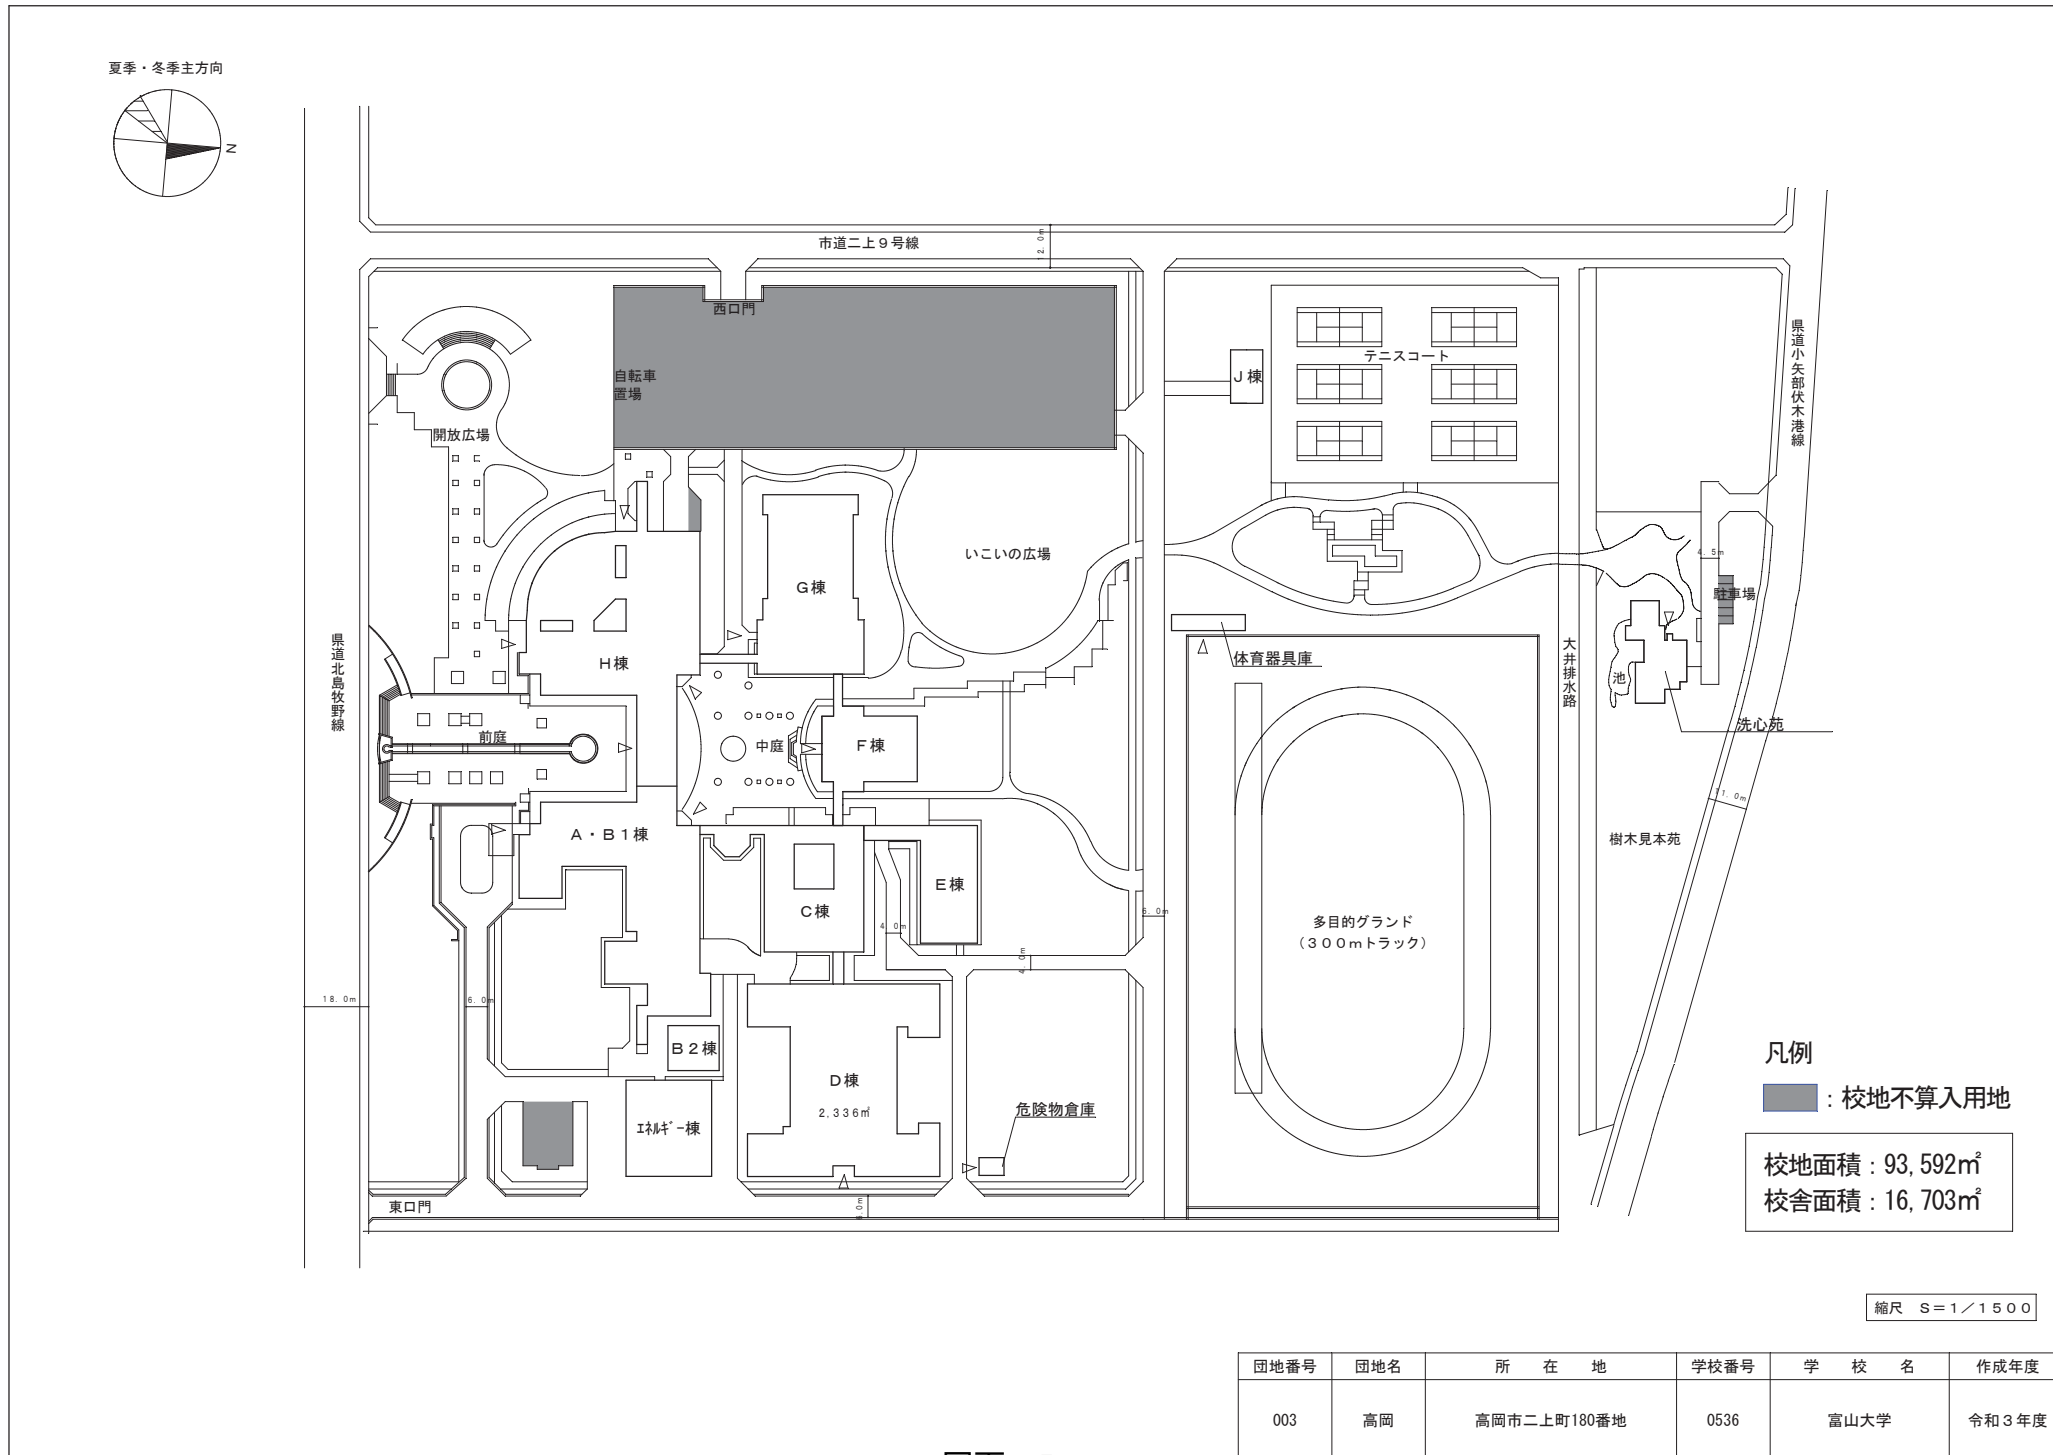 夏季・冬季主方向
N
市道二上9号線
12.0m
西口門
自転車
置場
開放広場
J棟
テニスコート
県道小矢部伏木港線
いこいの広場
G棟
4.5m
駐車場
県道北島牧野線
H棟
体育器具庫
大井排水路
池
洗心苑
前庭
中庭
F棟
A・B1棟
11.0m
樹木見本苑
E棟
C棟
4.0m
6.0m
多目的グランド
(300mトラック)
4.0m
18.0m
6.0m
B2棟
D棟
2,336㎡
エネルギー棟
危険物倉庫
凡例
:校地不算入用地
校地面積:93,592㎡
校舎面積:16,703㎡
東口門
6.0m
縮尺 S=1/1500
団地番号 団地名 所在地 学校番号 学校名 作成年度
003 高岡 高岡市二上町180番地 0536 富山大学 令和3年度